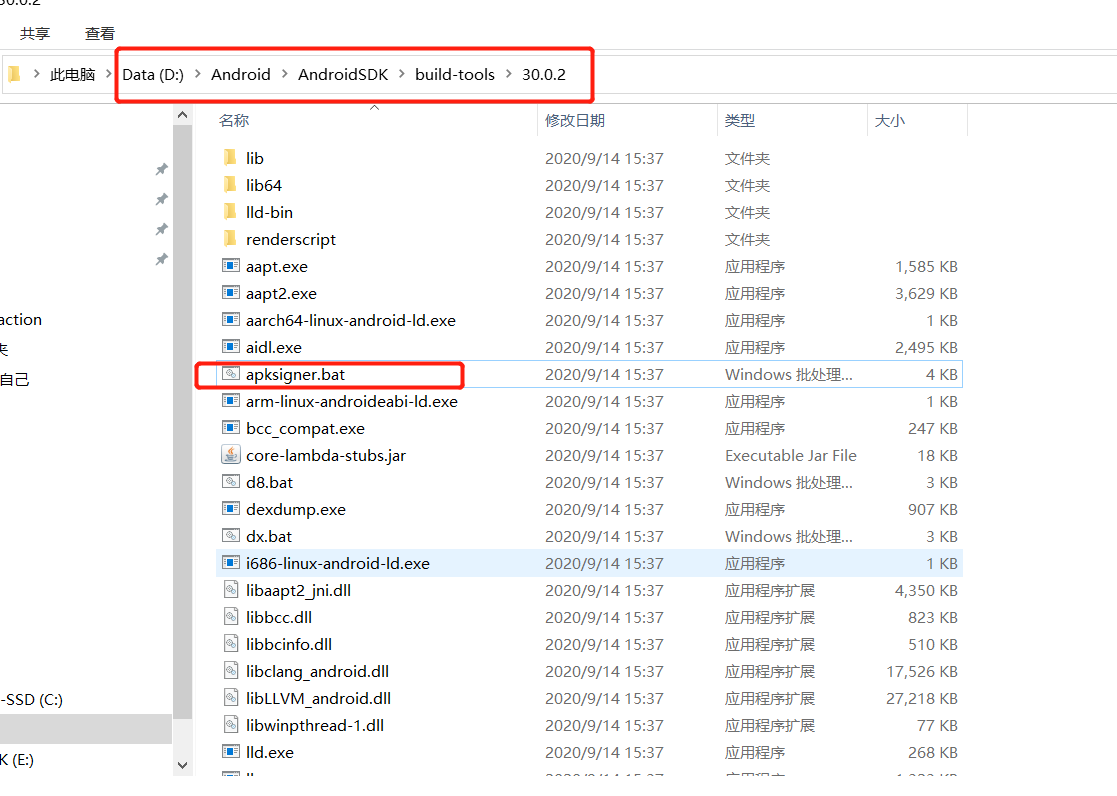 30.0.2
共享 查看
此电脑 > Data (D:) > Android > AndroidSDK > build-tools > 30.0.2
名称 修改日期 类型 大小
lib 2020/9/14 15:37 文件夹
lib64 2020/9/14 15:37 文件夹
lld-bin 2020/9/14 15:37 文件夹
renderscript 2020/9/14 15:37 文件夹
aapt.exe 2020/9/14 15:37 应用程序 1,585 KB
aapt2.exe 2020/9/14 15:37 应用程序 3,629 KB
action aarch64-linux-android-ld.exe 2020/9/14 15:37 应用程序 1 KB
夹 aidl.exe 2020/9/14 15:37 应用程序 2,495 KB
自己 apksigner.bat 2020/9/14 15:37 Windows 批处理... 4 KB
arm-linux-androideabi-ld.exe 2020/9/14 15:37 应用程序 1 KB
bcc_compat.exe 2020/9/14 15:37 应用程序 247 KB
core-lambda-stubs.jar 2020/9/14 15:37 Executable Jar File 18 KB
d8.bat 2020/9/14 15:37 Windows 批处理... 3 KB
dexdump.exe 2020/9/14 15:37 应用程序 907 KB
dx.bat 2020/9/14 15:37 Windows 批处理... 3 KB
i686-linux-android-ld.exe 2020/9/14 15:37 应用程序 1 KB
libaapt2_jni.dll 2020/9/14 15:37 应用程序扩展 4,350 KB
libbcc.dll 2020/9/14 15:37 应用程序扩展 823 KB
libbcinfo.dll 2020/9/14 15:37 应用程序扩展 510 KB
libclang_android.dll 2020/9/14 15:37 应用程序扩展 17,526 KB
-SSD (C:) libLLVM_android.dll 2020/9/14 15:37 应用程序扩展 27,218 KB
libwinpthread-1.dll 2020/9/14 15:37 应用程序扩展 77 KB
K (E:) lld.exe 2020/9/14 15:37 应用程序 268 KB